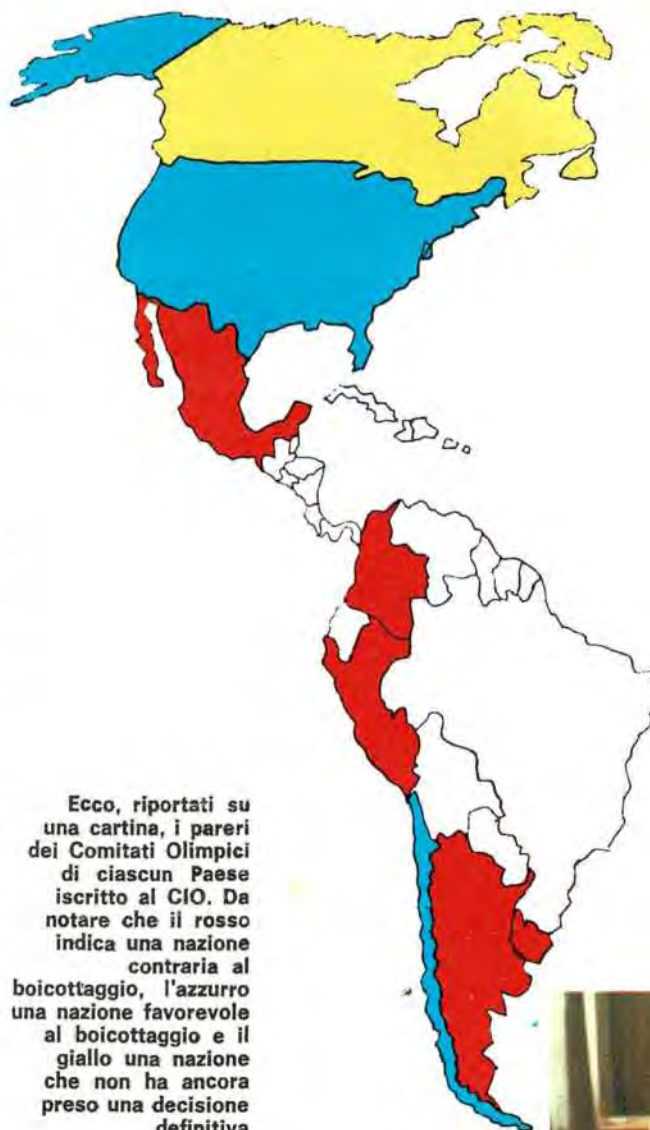 Ecco, riportati su
una cartina, i pareri
dei Comitati Olimpici
di ciascun Paese
iscritto al CIO. Da
notare che il rosso
indica una nazione
contraria al
boicottaggio, l'azzurro
una nazione favorevole
al boicottaggio e il
giallo una nazione
che non ha ancora
preso una decisione
definitiva